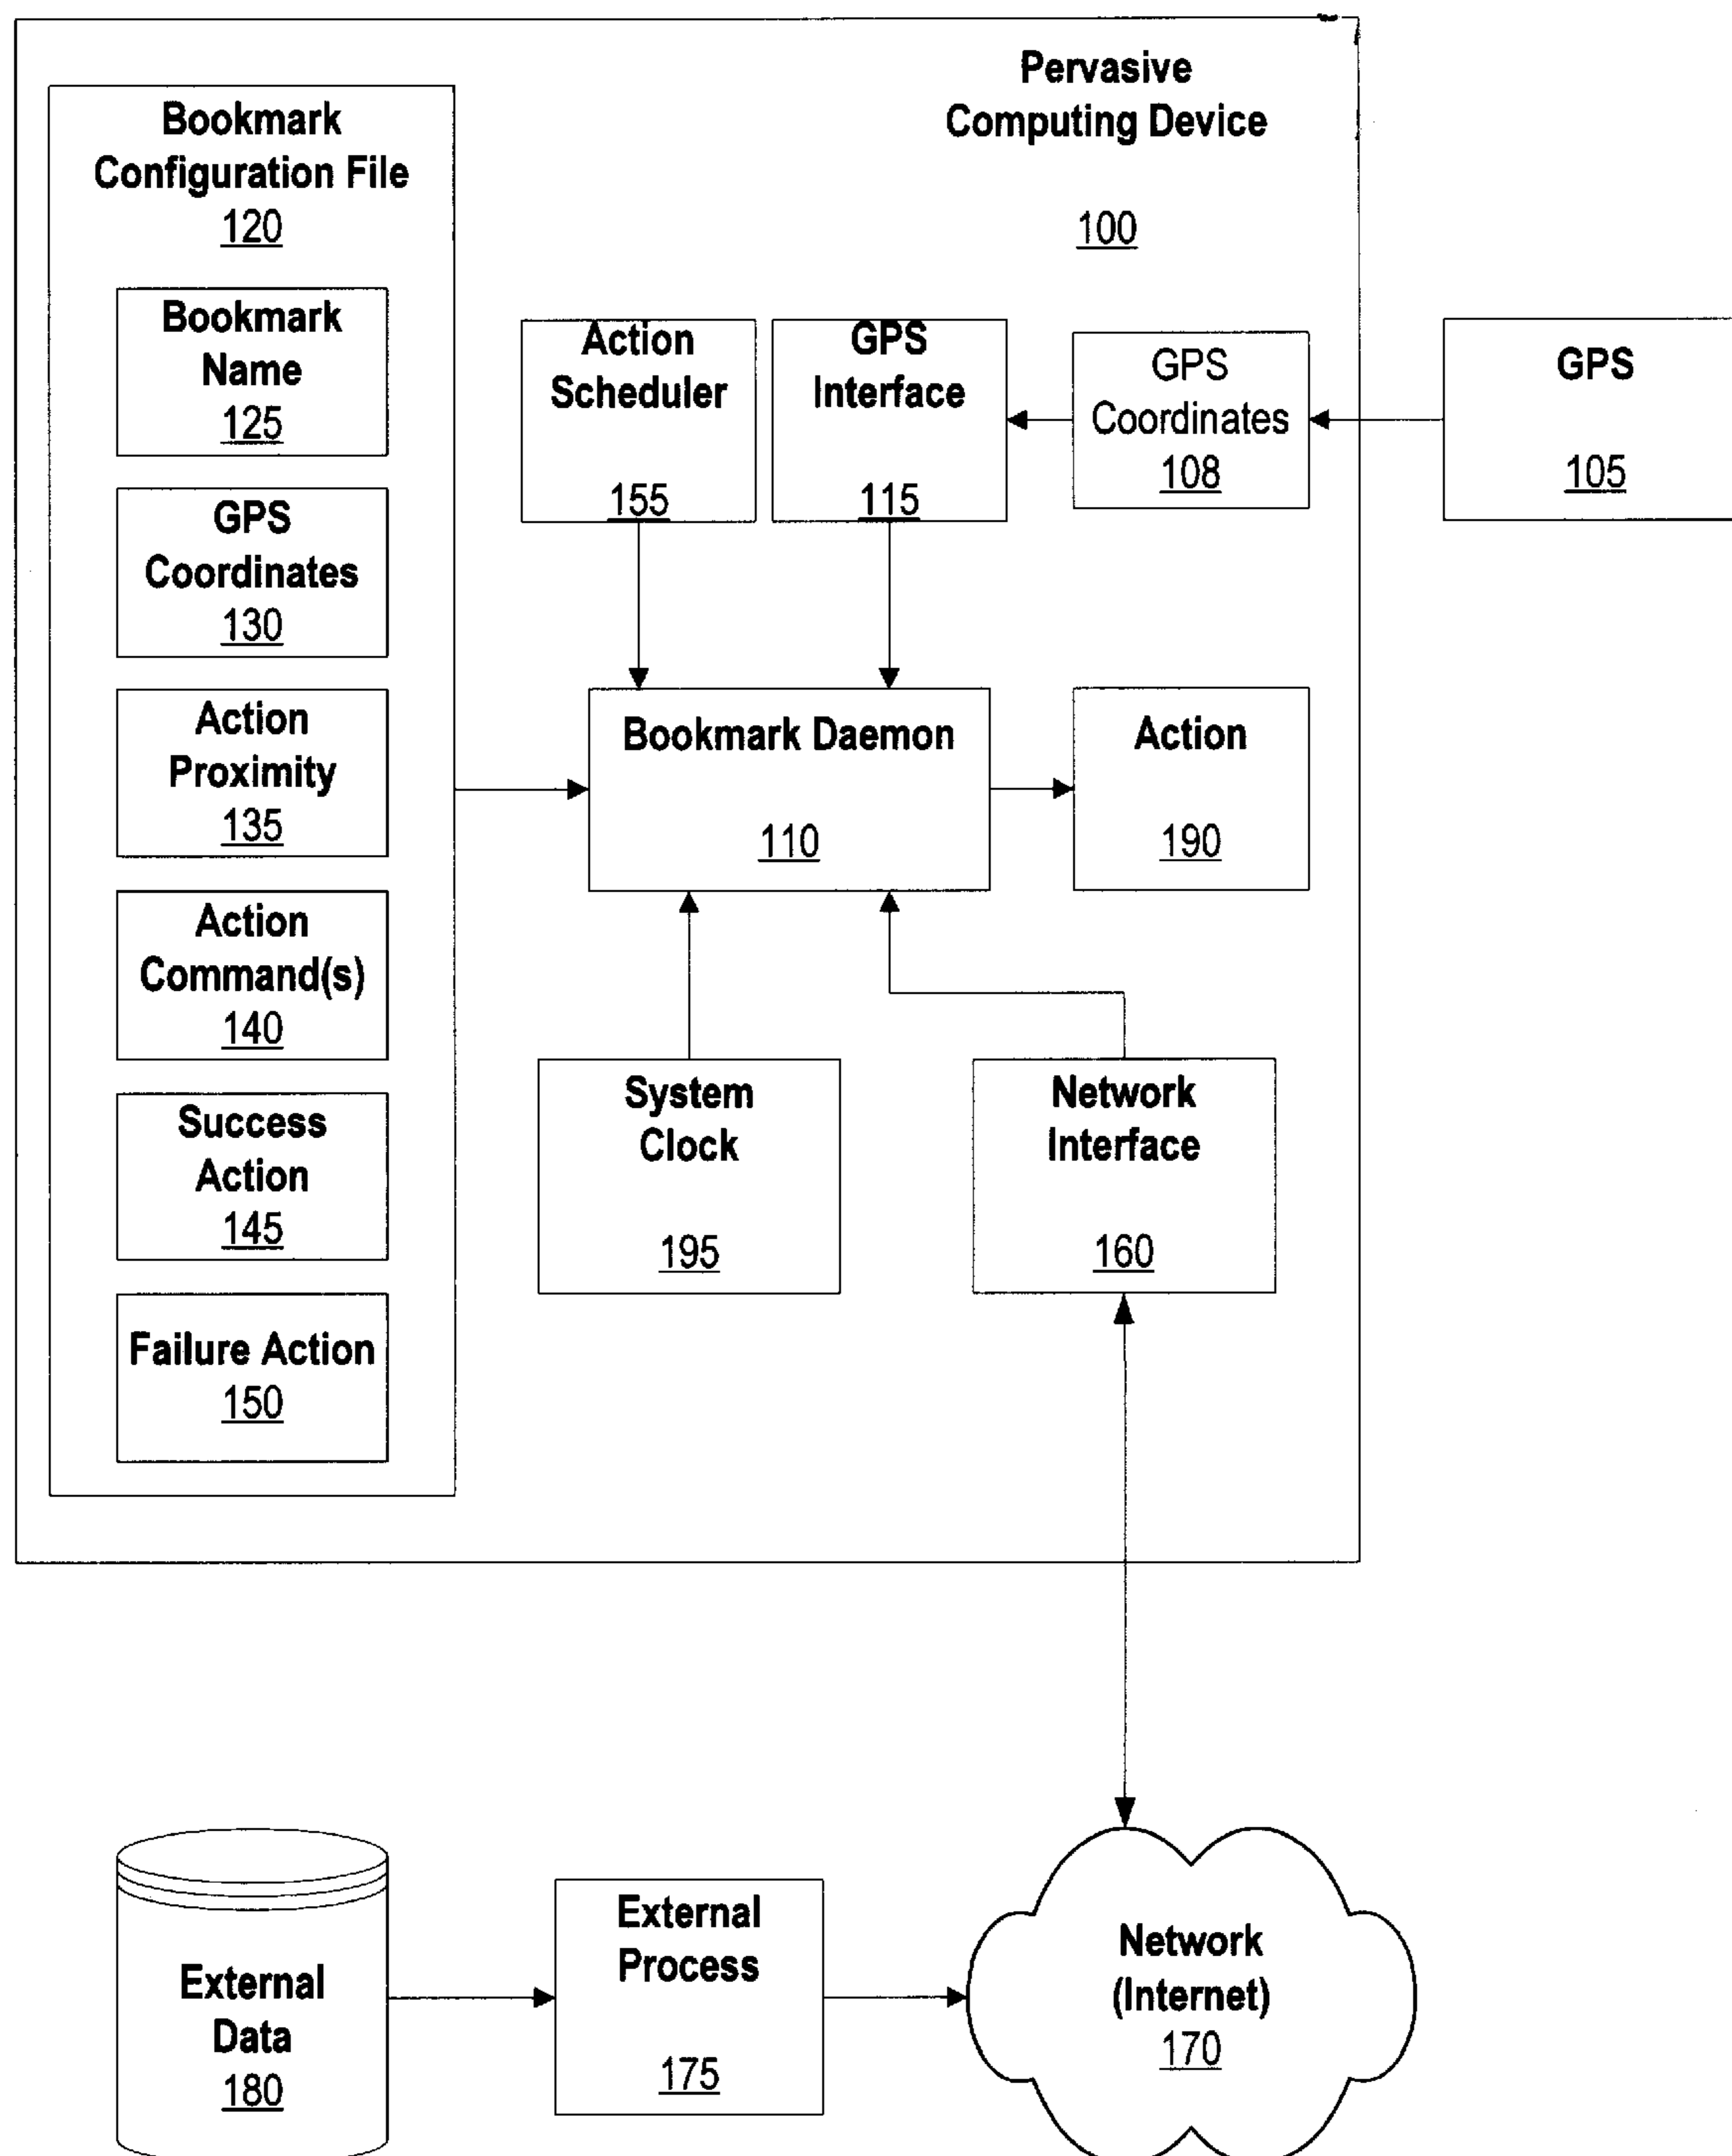 Pervasive
Computing Device
100
Bookmark
Configuration File
120
Bookmark
Name
125
GPS
Coordinates
130
Action
Proximity
135
Action
Command(s)
140
Success
Action
145
Failure Action
150
Action
Scheduler
155
GPS
Interface
115
GPS
Coordinates
108
GPS
105
Bookmark Daemon
110
Action
190
System
Clock
195
Network
Interface
160
External
Data
180
External
Process
175
Network
(Internet)
170